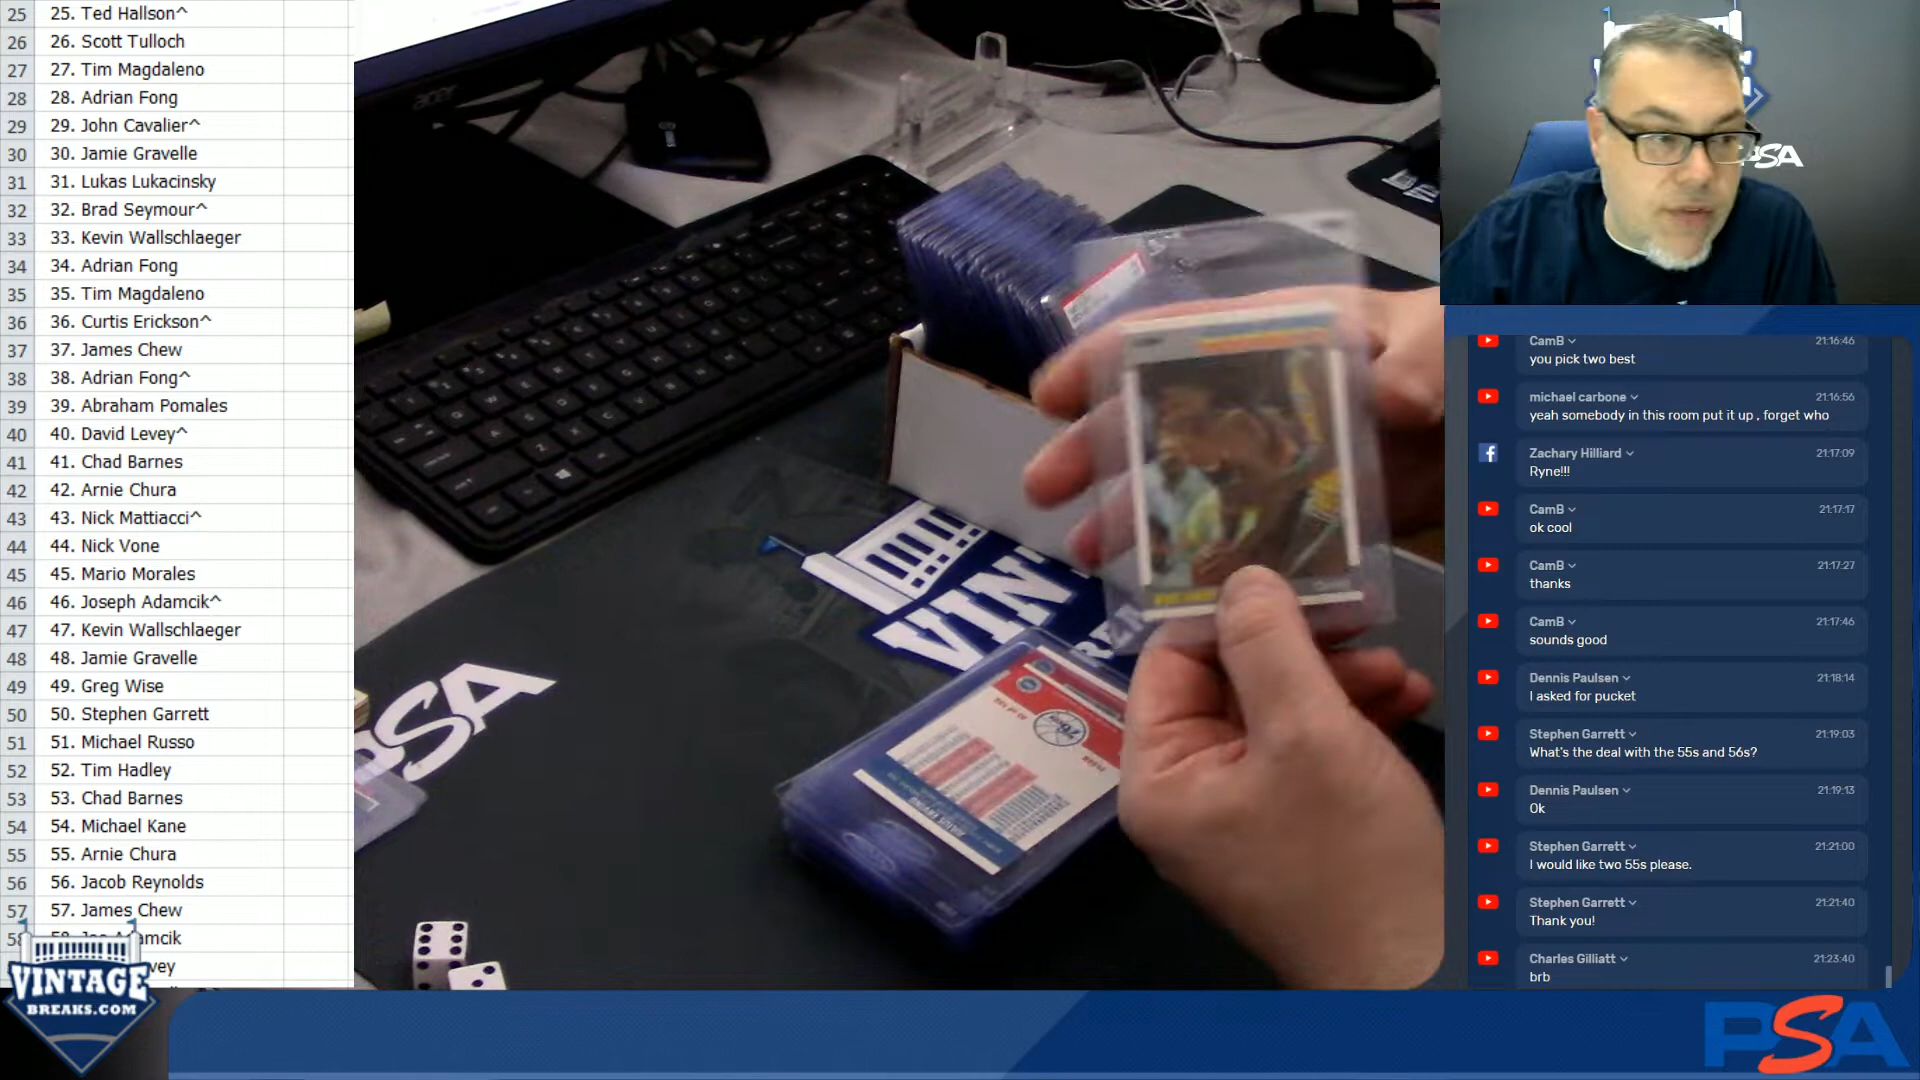 25 25. Ted Hallson^
26 26. Scott Tulloch
27 27. Tim Magdaleno
28 28. Adrian Fong
29 29. John Cavalier^
30 30. Jamie Gravelle
31 31. Lukas Lukacinsky
32 32. Brad Seymour^
33 33. Kevin Wallschlaeger
34 34. Adrian Fong
35 35. Tim Magdaleno
36 36. Curtis Erickson^
37 37. James Chew
38 38. Adrian Fong^
39 39. Abraham Pomales
40 40. David Levey^
41 41. Chad Barnes
42 42. Arnie Chura
43 43. Nick Mattiacci^
44 44. Nick Vone
45 45. Mario Morales
46 46. Joseph Adamcik^
47 47. Kevin Wallschlaeger
48 48. Jamie Gravelle
49 49. Greg Wise
50 50. Stephen Garrett
51 51. Michael Russo
52 52. Tim Hadley
53 53. Chad Barnes
54 54. Michael Kane
55 55. Arnie Chura
56 56. Jacob Reynolds
57 57. James Chew
VINTAGE
BREAKS.COM
acer
PSA
VIN
76
JULIUS ERVING
PSA
CamB 21:16:46
you pick two best
michael carbone 21:16:56
yeah somebody in this room put it up , forget who
Zachary Hilliard 21:17:09
Ryne!!!
CamB 21:17:17
ok cool
CamB 21:17:27
thanks
CamB 21:17:46
sounds good
Dennis Paulsen 21:18:14
I asked for pucket
Stephen Garrett 21:19:03
What's the deal with the 55s and 56s?
Dennis Paulsen 21:19:13
Ok
Stephen Garrett 21:21:00
I would like two 55s please.
Stephen Garrett 21:21:40
Thank you!
Charles Gilliatt 21:23:40
brb
PSA